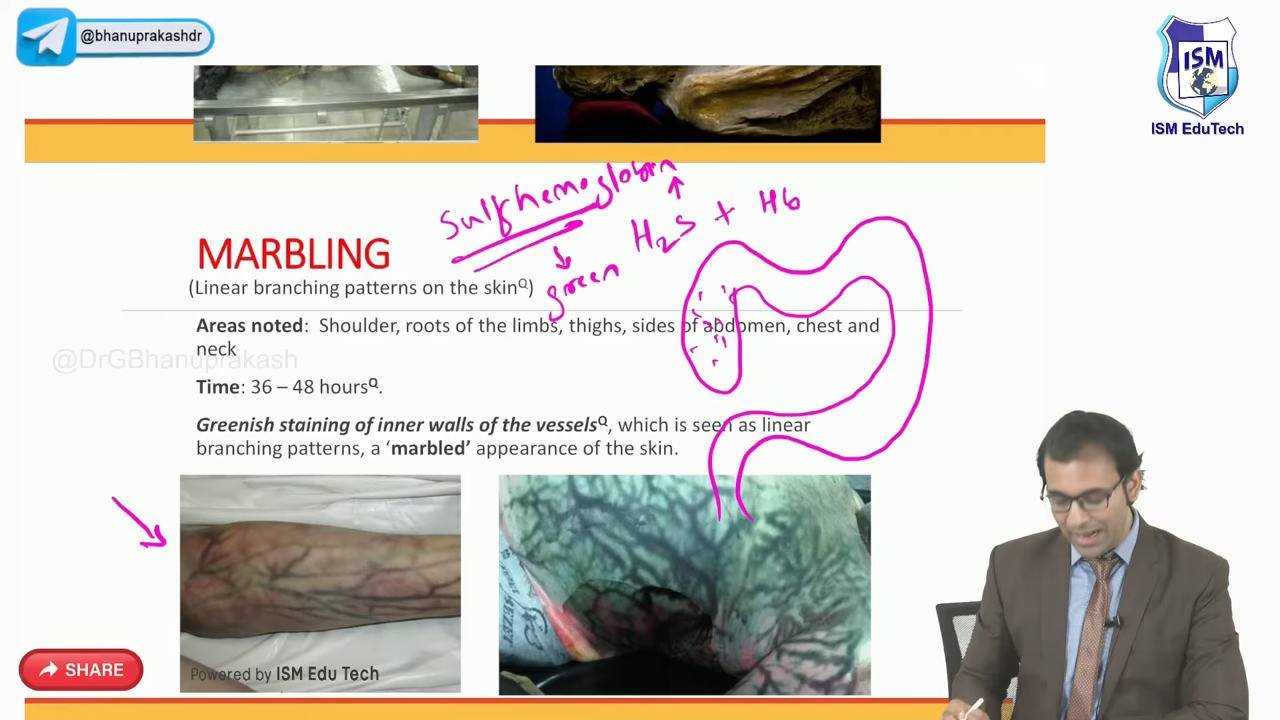 @bhanuprakashdr
ISM
ISM EduTech
Sulfhemoglobin
H2S + Hb
green
MARBLING
(Linear branching patterns on the skinQ)
Areas noted: Shoulder, roots of the limbs, thighs, sides of abdomen, chest and
neck
@DrGBhanuprakash
Time: 36 – 48 hoursQ.
Greenish staining of inner walls of the vesselsQ, which is seen as linear
branching patterns, a ‘marbled’ appearance of the skin.
SHARE
Powered by ISM Edu Tech